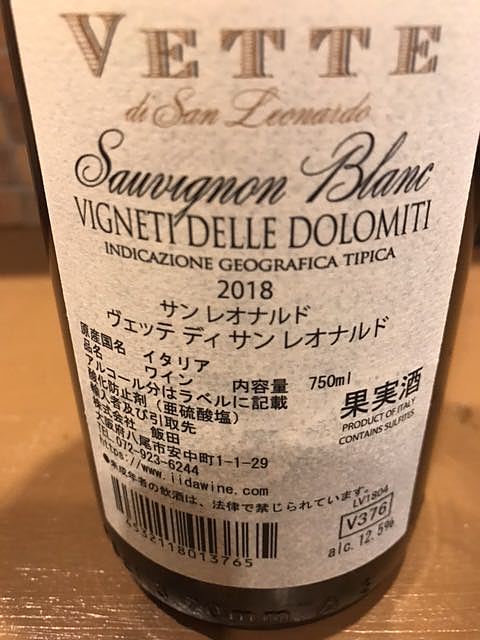 VETTE
di San Leonardo
Sauvignon Blanc
VIGNETI DELLE DOLOMITI
INDICAZIONE GEOGRAFICA TIPICA
2018
サン レオナルド
ヴェッテ ディ サン レオナルド
原産国名 イタリア
品名 ワイン 内容量 750ml
アルコール分はラベルに記載
酸化防止剤(亜硫酸塩)
輸入者及び引取先
株式会社 飯田
大阪府八尾市安中町1-1-29
072-923-6244
https://www.iidawine.com
●未成年者の飲酒は、法律で禁じられています。
果実酒
PRODUCT OF ITALY
CONTAINS SULFITES
LV1804
V376
alc. 12.5%